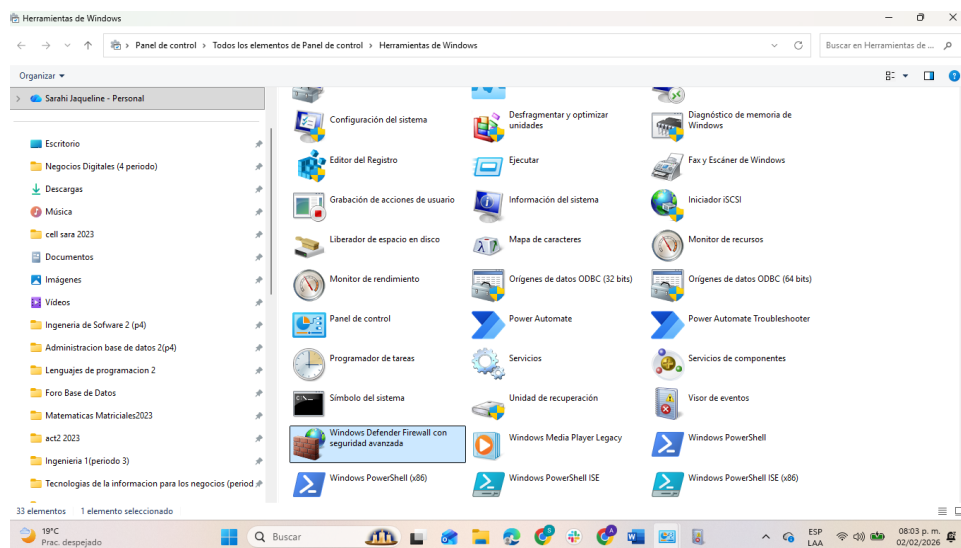 Herramientas de Windows
Panel de control > Todos los elementos de Panel de control > Herramientas de Windows
Buscar en Herramientas de ...
Organizar
Sarahi Jaqueline - Personal
Escritorio
Negocios Digitales (4 periodo)
Descargas
Música
cell sara 2023
Documentos
Imágenes
Vídeos
Ingeneria de Sofware 2 (p4)
Administracion base de datos 2(p4)
Lenguajes de programacion 2
Foro Base de Datos
Matematicas Matriciales2023
act2 2023
Ingenieria 1(periodo 3)
Tecnologias de la informacion para los negocios (period
Configuración del sistema
Desfragmentar y optimizar
unidades
Diagnóstico de memoria de
Windows
Editor del Registro
Ejecutar
Fax y Escáner de Windows
Grabación de acciones de usuario
Información del sistema
Iniciador iSCSI
Liberador de espacio en disco
Mapa de caracteres
Monitor de recursos
Monitor de rendimiento
Orígenes de datos ODBC (32 bits)
Orígenes de datos ODBC (64 bits)
Panel de control
Power Automate
Power Automate Troubleshooter
Programador de tareas
Servicios
Servicios de componentes
Símbolo del sistema
Unidad de recuperación
Visor de eventos
Windows Defender Firewall con
seguridad avanzada
Windows Media Player Legacy
Windows PowerShell
Windows PowerShell (x86)
Windows PowerShell ISE
Windows PowerShell ISE (x86)
33 elementos
1 elemento seleccionado
19°C
Prac. despejado
Buscar
ESP
LAA
08:03 p. m.
02/02/2026